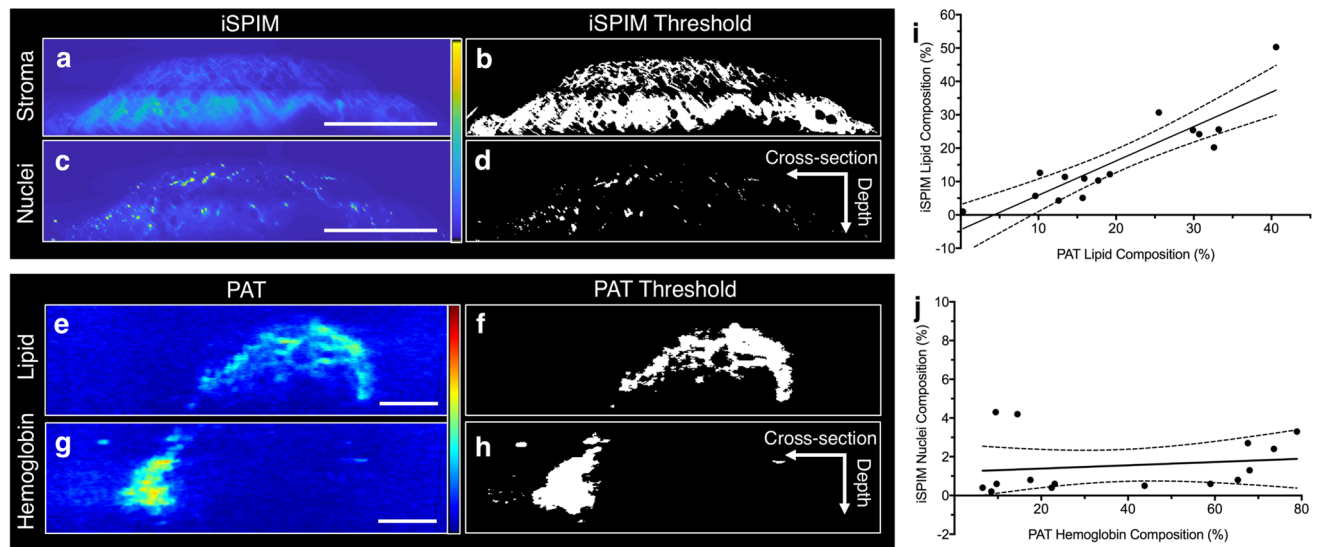 iSPIM
iSPIM Threshold
Stroma
a
b
Nuclei
c
d
Cross-section
Depth
PAT
PAT Threshold
Lipid
e
f
Hemoglobin
g
h
Cross-section
Depth
i
iSPIM Lipid Composition (%)
60
50
40
30
20
10
0
-10
10
20
30
40
PAT Lipid Composition (%)
j
iSPIM Nuclei Composition (%)
10
8
6
4
2
0
-2
20
40
60
80
PAT Hemoglobin Composition (%)